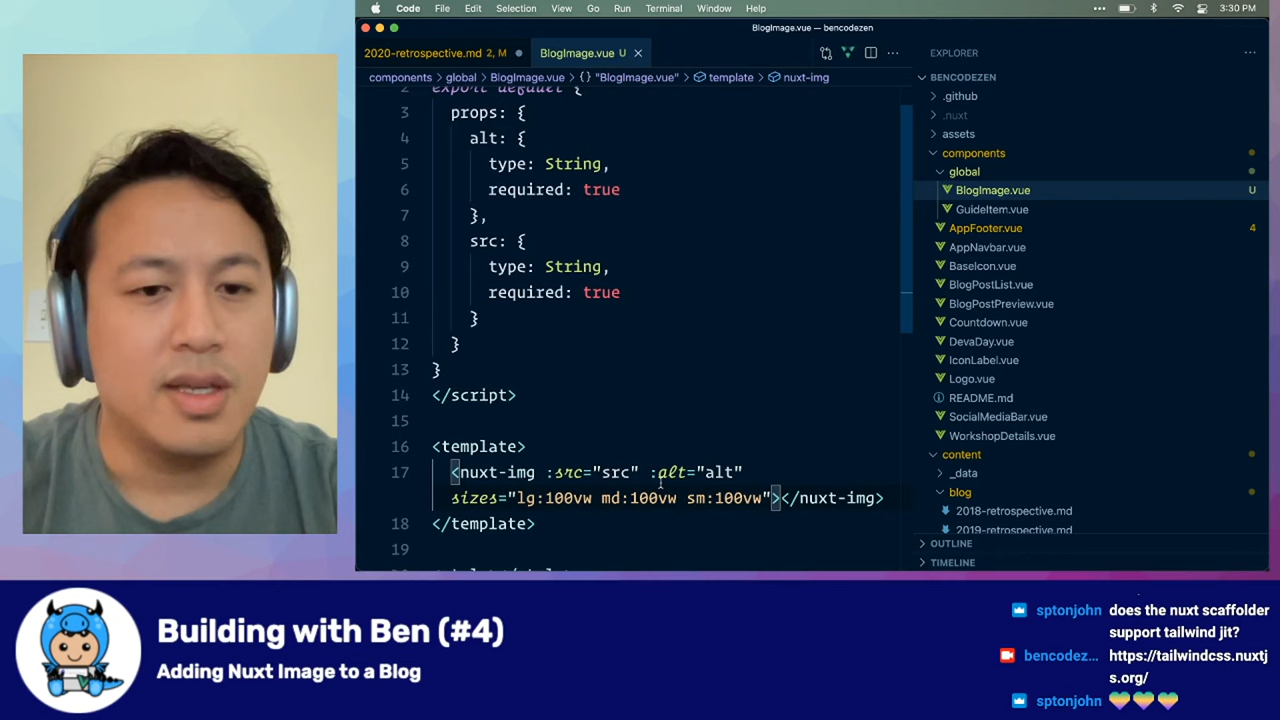 Code File Edit Selection View Go Run Terminal Window Help 3:30 PM
BlogImage.vue — bencodezen
2020-retrospective.md 2, M
BlogImage.vue U
EXPLORER
components > global > BlogImage.vue > {} "BlogImage.vue" > template > nuxt-img
2 export default {
3 props: {
4 alt: {
5 type: String,
6 required: true
7 },
8 src: {
9 type: String,
10 required: true
11 }
12 }
13 }
14 </script>
15
16 <template>
17 <nuxt-img :src="src" :alt="alt"
sizes="lg:100vw md:100vw sm:100vw"></nuxt-img>
18 </template>
19
BENCODEZEN
.github
.nuxt
assets
components
global
BlogImage.vue U
GuideItem.vue
AppFooter.vue 4
AppNavbar.vue
BaseIcon.vue
BlogPostList.vue
BlogPostPreview.vue
Countdown.vue
DevaDay.vue
IconLabel.vue
Logo.vue
README.md
SocialMediaBar.vue
WorkshopDetails.vue
content
_data
blog
2018-retrospective.md
2019-retrospective.md
OUTLINE
TIMELINE
Building with Ben (#4)
Adding Nuxt Image to a Blog
sptonjohn does the nuxt scaffolder
support tailwind jit?
bencodez... https://tailwindcss.nuxtj
s.org/
sptonjohn